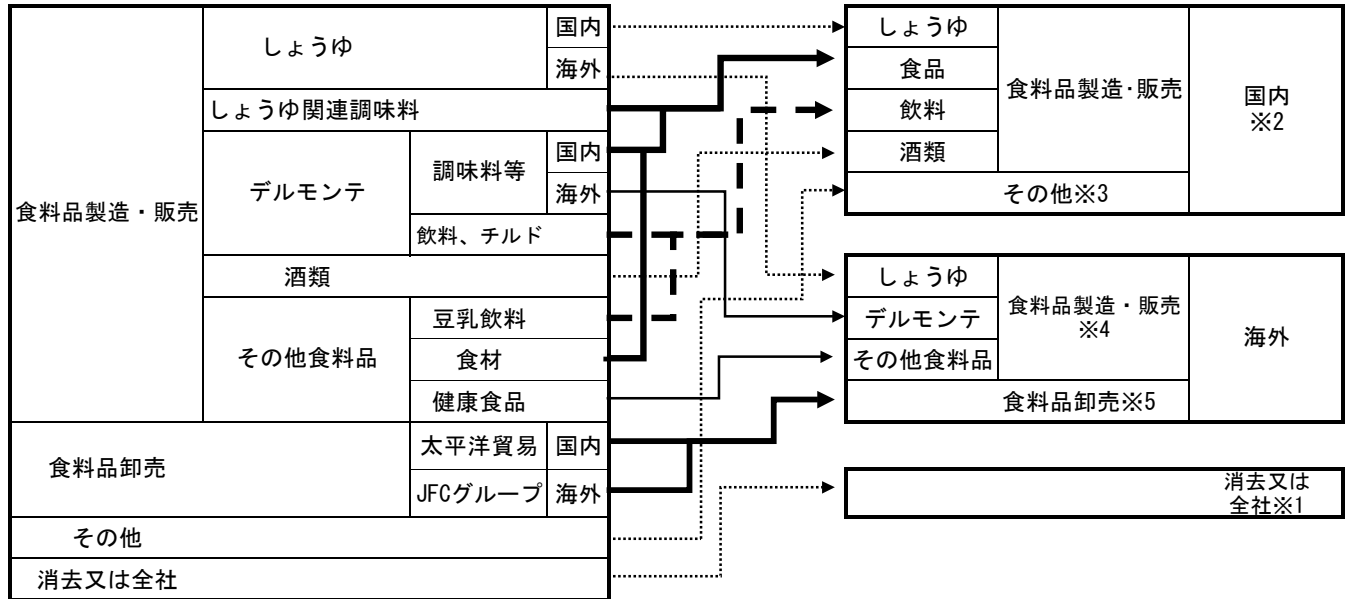 食料品製造・販売
しょうゆ
国内
海外
しょうゆ関連調味料
デルモンテ
調味料等
国内
海外
飲料、チルド
酒類
その他食料品
豆乳飲料
食材
健康食品
食料品卸売
太平洋貿易
国内
JFCグループ
海外
その他
消去又は全社
しょうゆ
食品
飲料
酒類
食料品製造・販売
その他※3
国内
※2
しょうゆ
デルモンテ
その他食料品
食料品製造・販売
※4
食料品卸売※5
海外
消去又は
全社※1